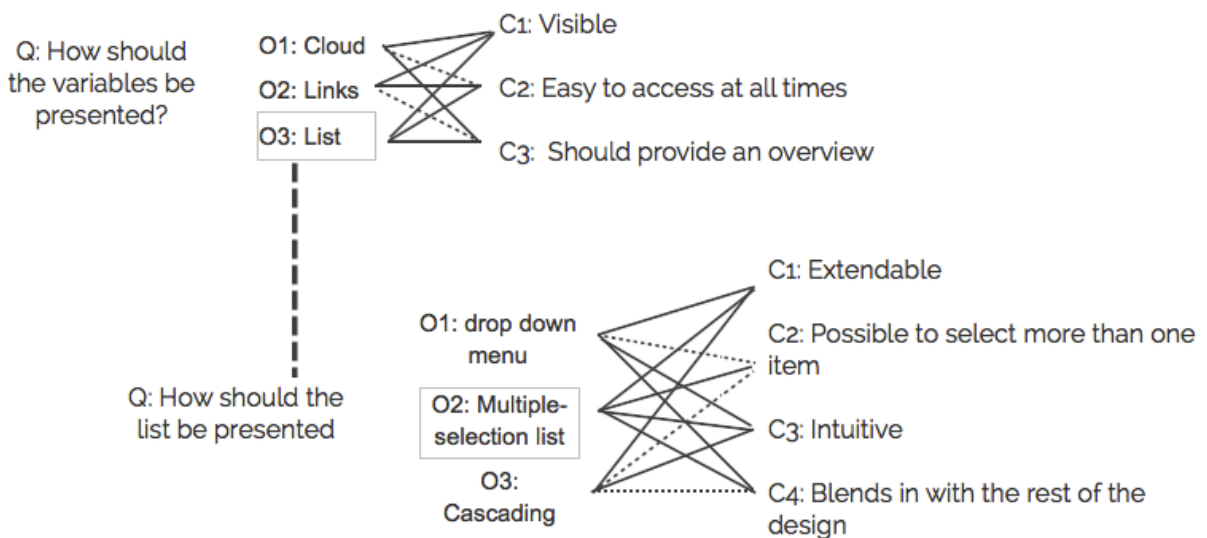 Q: How should
the variables be
presented?
O1: Cloud
O2: Links
O3: List
C1: Visible
C2: Easy to access at all times
C3: Should provide an overview
Q: How should the
list be presented
O1: drop down
menu
O2: Multiple-
selection list
O3:
Cascading
C1: Extendable
C2: Possible to select more than one
item
C3: Intuitive
C4: Blends in with the rest of the
design